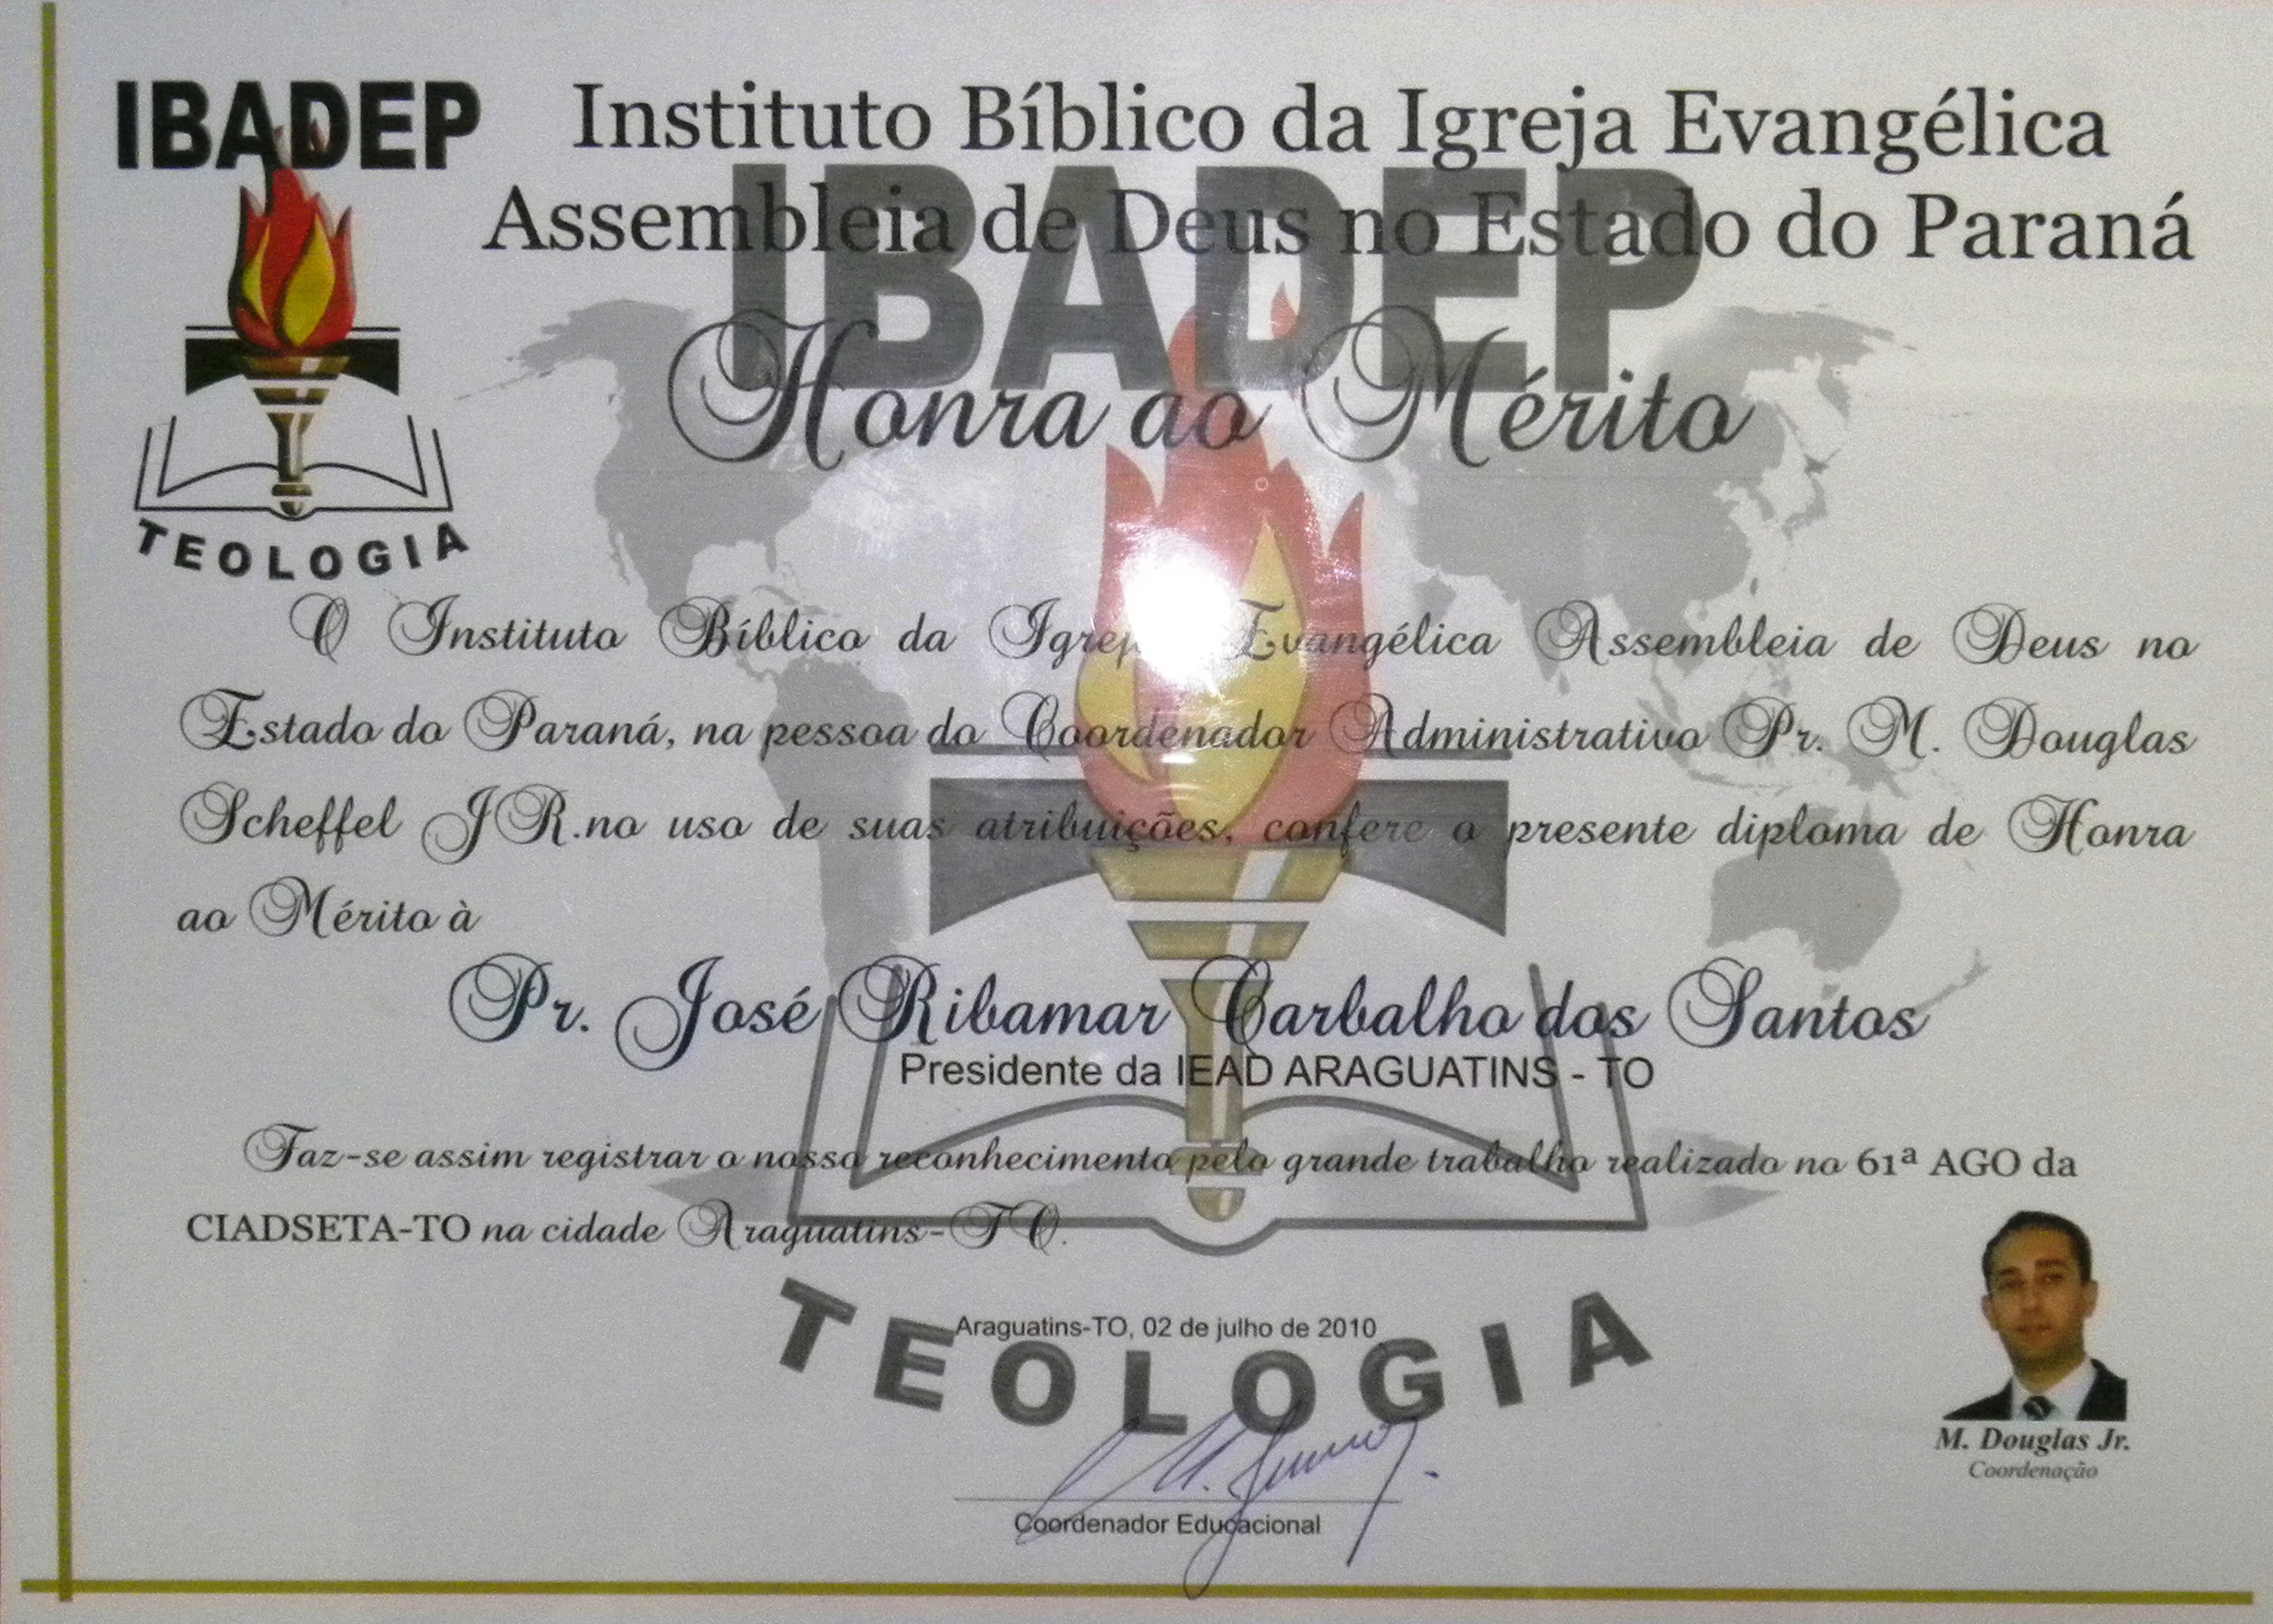 IBADEP
TEOLOGIA
Instituto Bíblico da Igreja Evangélica
Assembleia de Deus no Estado do Paraná
IBADEP
Honra ao Mérito
O Instituto Bíblico da Evangélica Assembleia de Deus no
Estado do Paraná, na pessoa do Coordenador Administrativo Pr. M. Douglas
Scheffel JR.no uso de suas atribuições, confere o presente diploma de Honra
ao Mérito à
Pr. José Ribamar Carbalho dos Santos
Presidente da IEAD ARAGUATINS - TO
Faz-se assim registrar o nosso reconhecimento pelo grande trabalho realizado no 61ª AGO da
CIADSETA-TO na cidade Araguatins-TO.
TEOLOGIA
Araguatins-TO, 02 de julho de 2010
Coordenador Educacional
M. Douglas Jr.
Coordenação